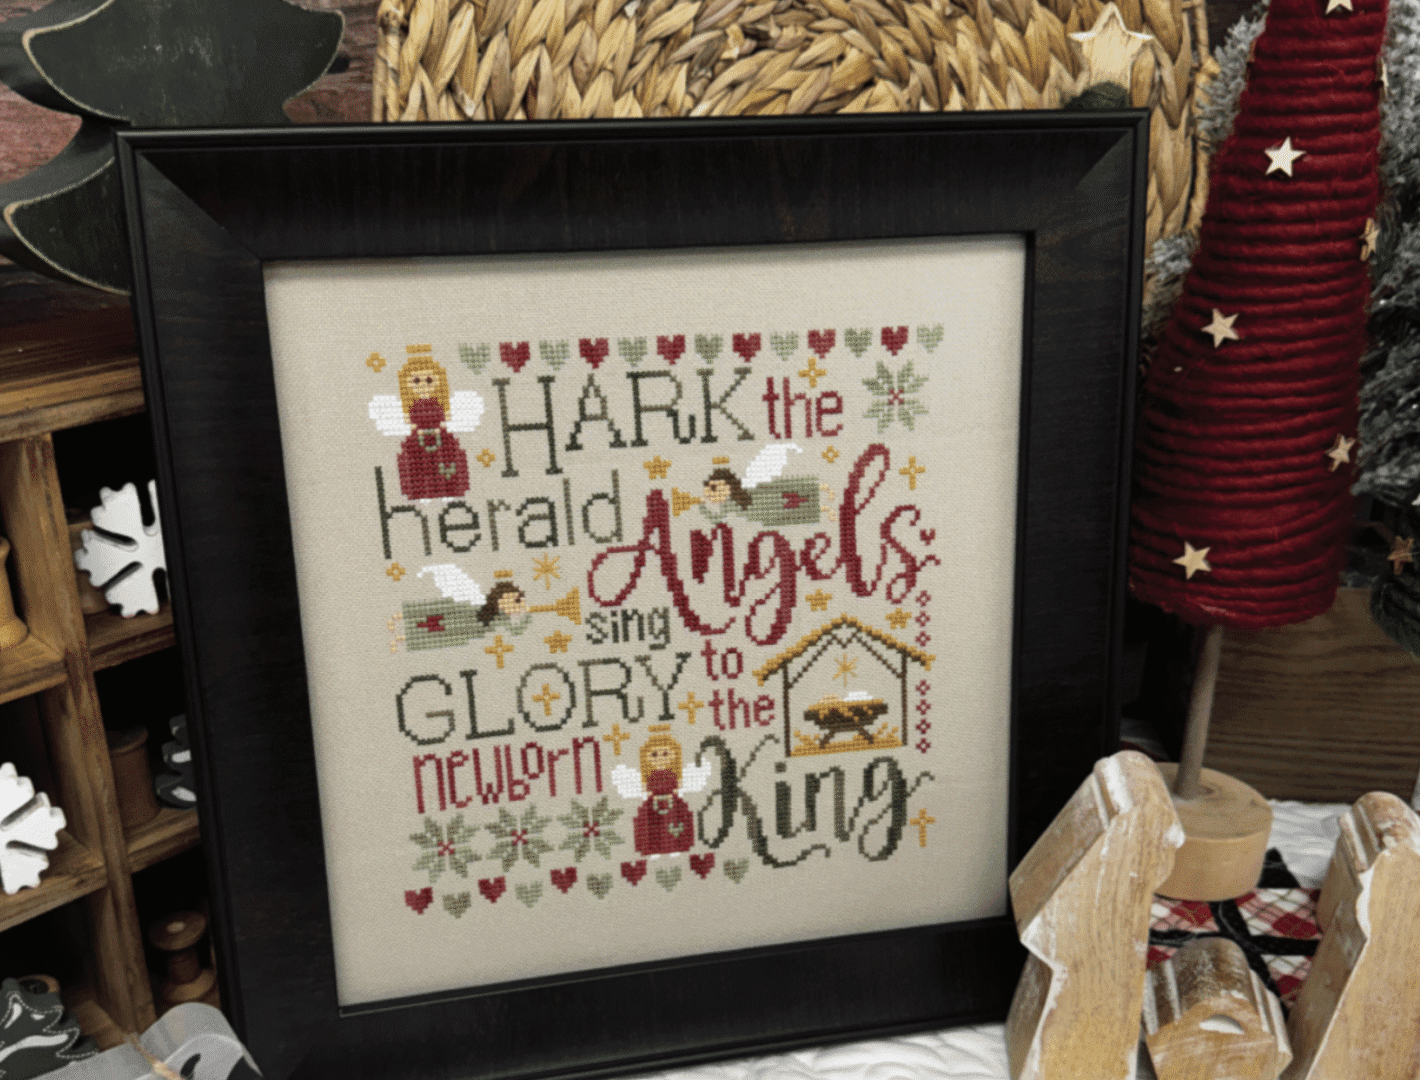 HARK the
herald Angels
sing
GLORY to the
newborn King